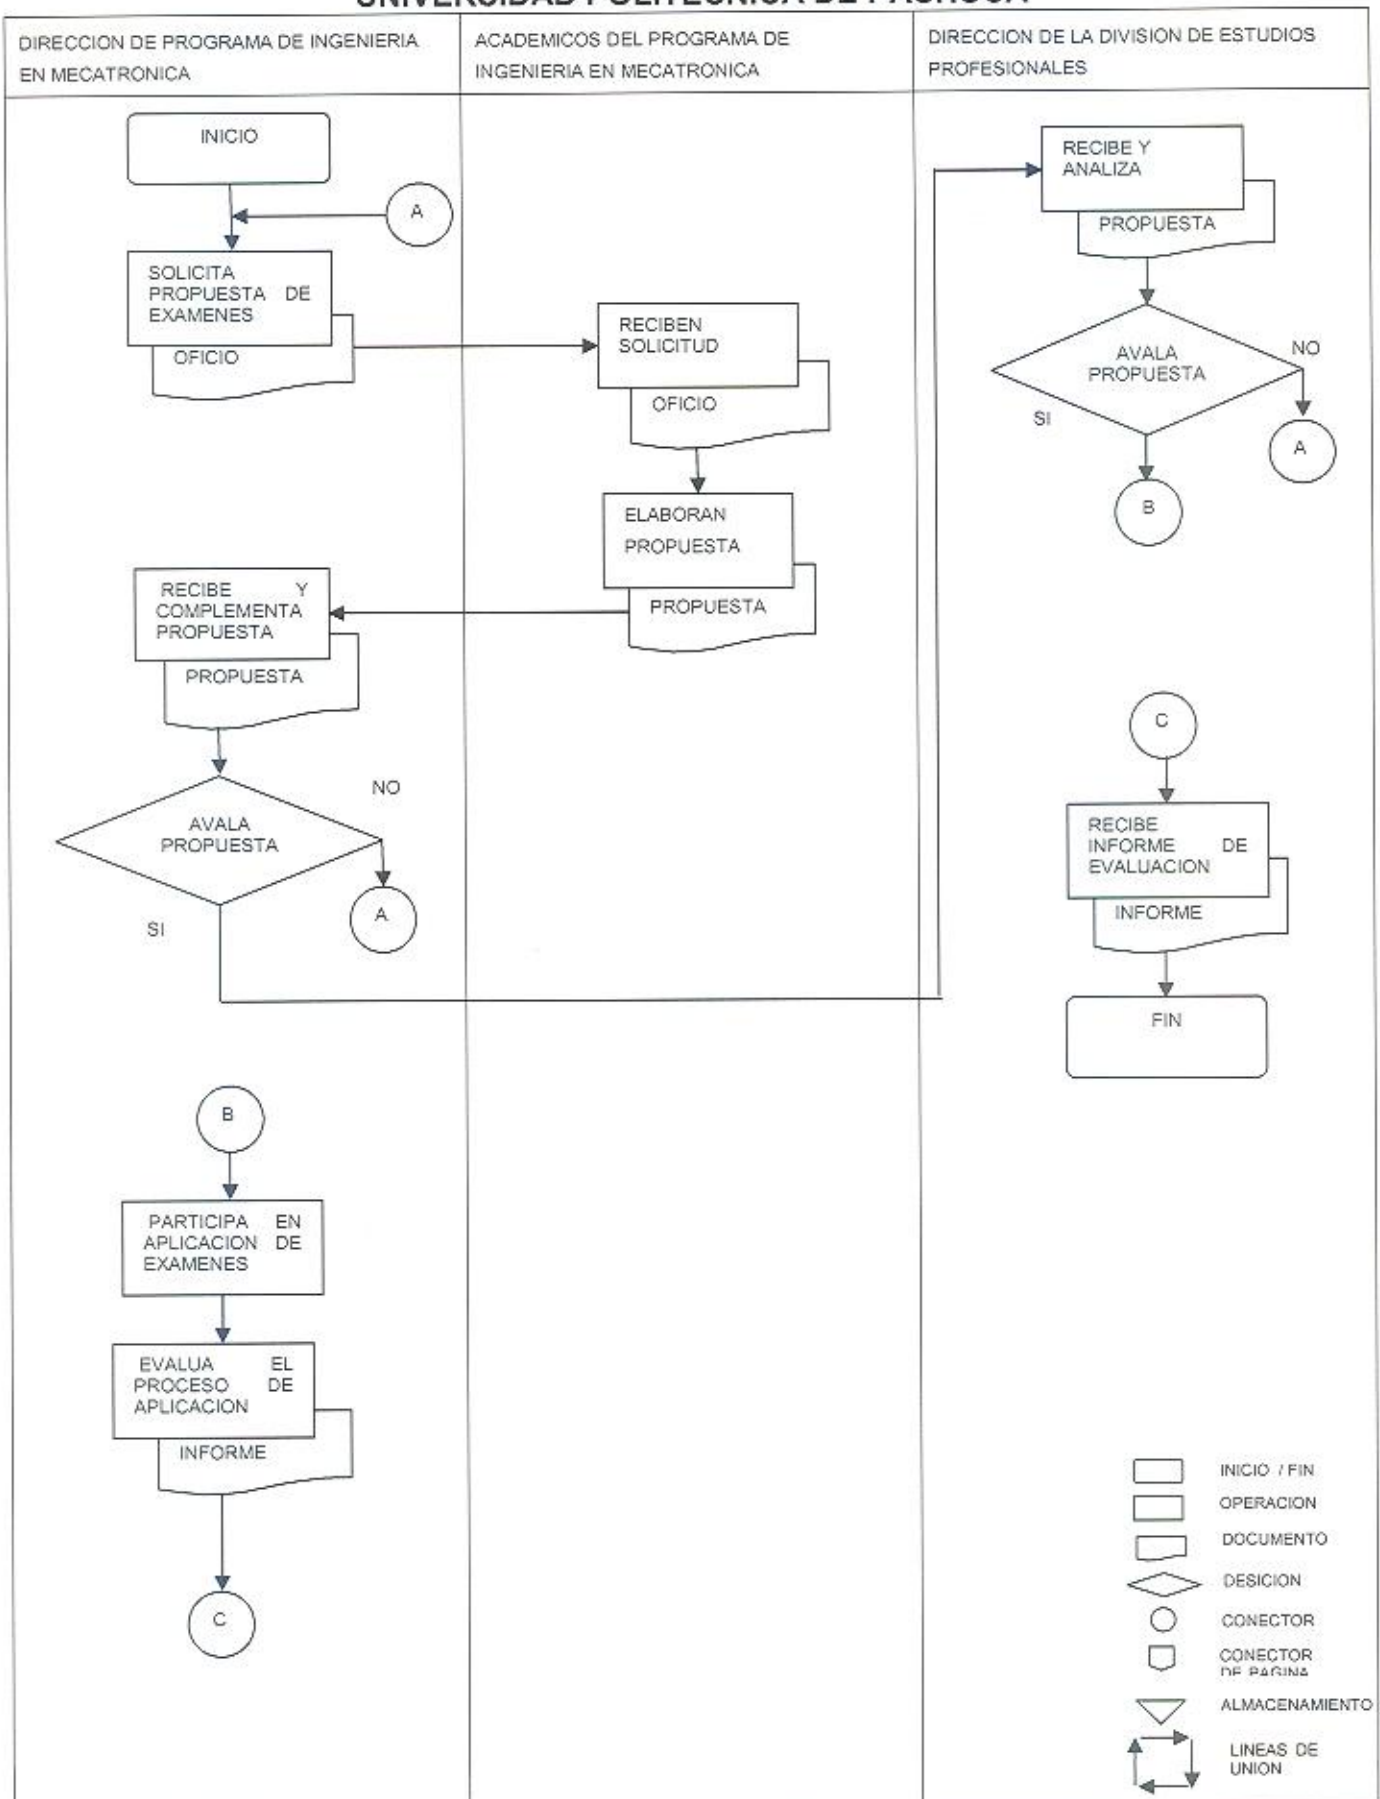 DIRECCION DE PROGRAMA DE INGENIERIA
EN MECATRONICA
ACADEMICOS DEL PROGRAMA DE
INGENIERIA EN MECATRONICA
DIRECCION DE LA DIVISION DE ESTUDIOS
PROFESIONALES
INICIO
A
SOLICITA
PROPUESTA DE
EXAMENES
OFICIO
RECIBEN
SOLICITUD
OFICIO
ELABORAN
PROPUESTA
PROPUESTA
RECIBE Y
COMPLEMENTA
PROPUESTA
PROPUESTA
AVALA
PROPUESTA
NO
SI
A
RECIBE Y
ANALIZA
PROPUESTA
AVALA
PROPUESTA
NO
SI
A
B
B
PARTICIPA EN
APLICACION DE
EXAMENES
EVALUA EL
PROCESO DE
APLICACION
INFORME
C
C
RECIBE
INFORME DE
EVALUACION
INFORME
FIN
INICIO / FIN
OPERACION
DOCUMENTO
DESICION
CONECTOR
CONECTOR
DE PAGINA
ALMACENAMIENTO
LINEAS DE
UNION